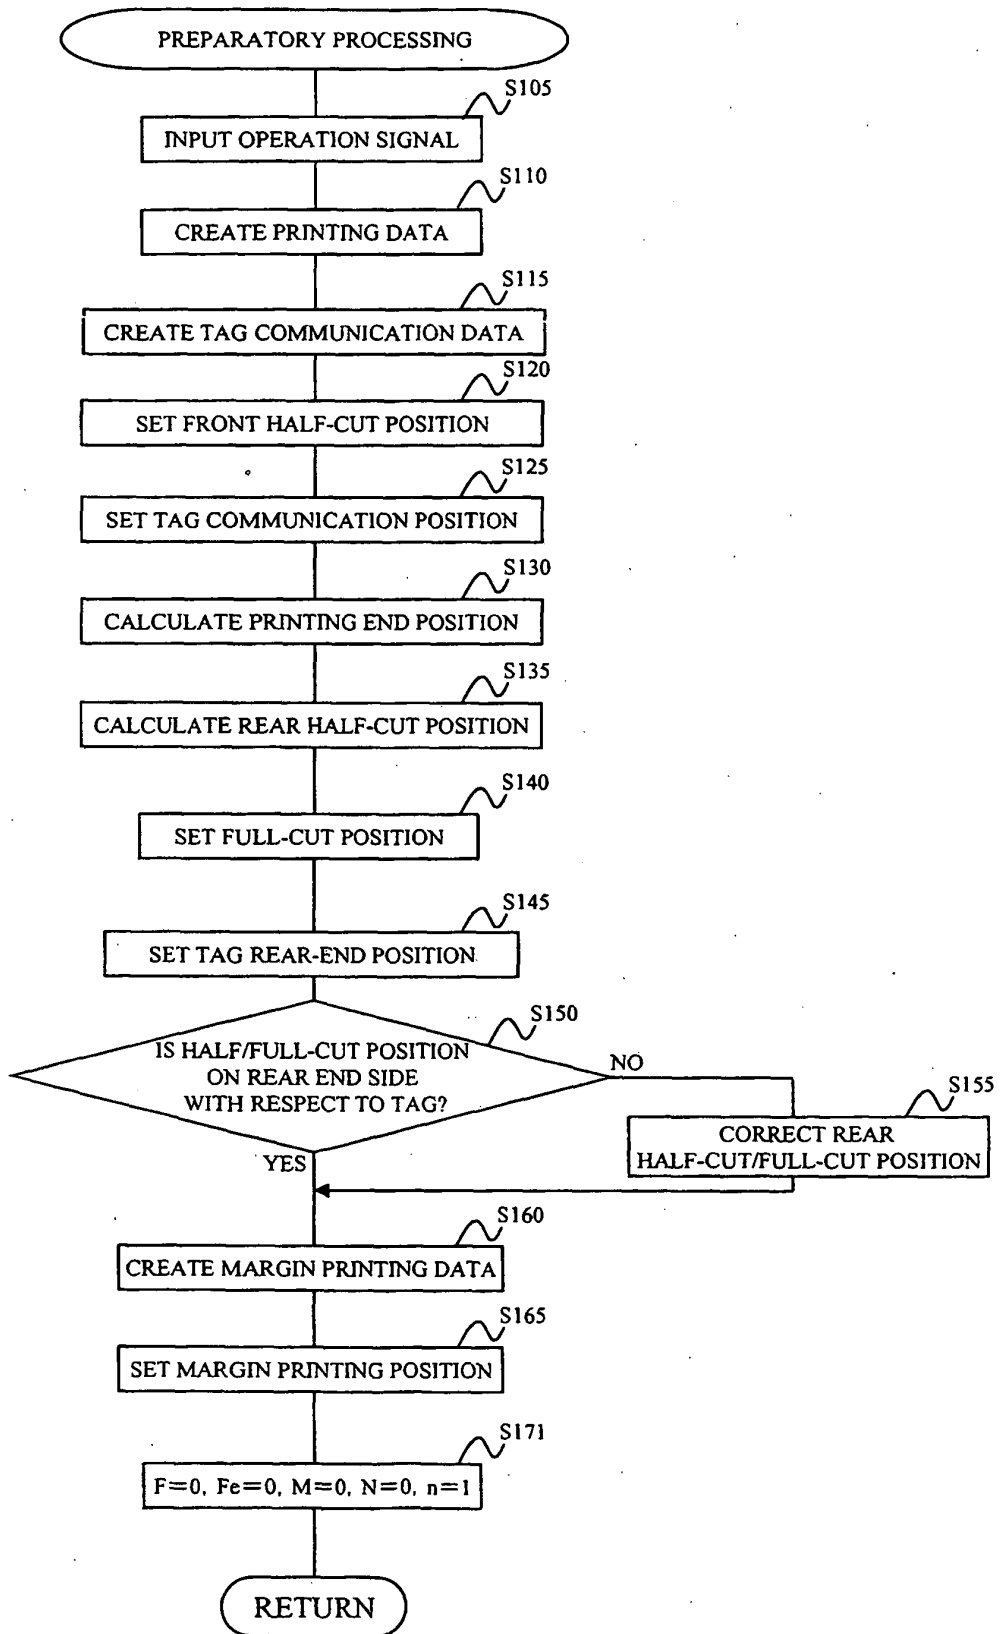 PREPARATORY PROCESSING
S105
INPUT OPERATION SIGNAL
S110
CREATE PRINTING DATA
S115
CREATE TAG COMMUNICATION DATA
S120
SET FRONT HALF-CUT POSITION
S125
SET TAG COMMUNICATION POSITION
S130
CALCULATE PRINTING END POSITION
S135
CALCULATE REAR HALF-CUT POSITION
S140
SET FULL-CUT POSITION
S145
SET TAG REAR-END POSITION
S150
IS HALF/FULL-CUT POSITION
ON REAR END SIDE
WITH RESPECT TO TAG?
NO
S155
CORRECT REAR
HALF-CUT/FULL-CUT POSITION
YES
S160
CREATE MARGIN PRINTING DATA
S165
SET MARGIN PRINTING POSITION
S171
F=0, Fe=0, M=0, N=0, n=1
RETURN